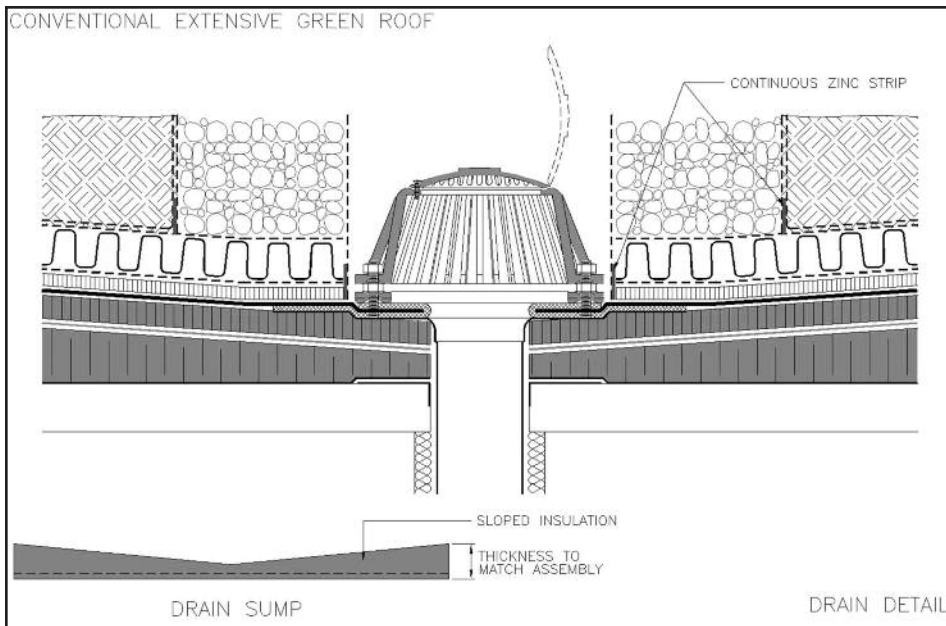 CONVENTIONAL EXTENSIVE GREEN ROOF
CONTINUOUS ZINC STRIP
SLOPED INSULATION
THICKNESS TO
MATCH ASSEMBLY
DRAIN SUMP
DRAIN DETAIL